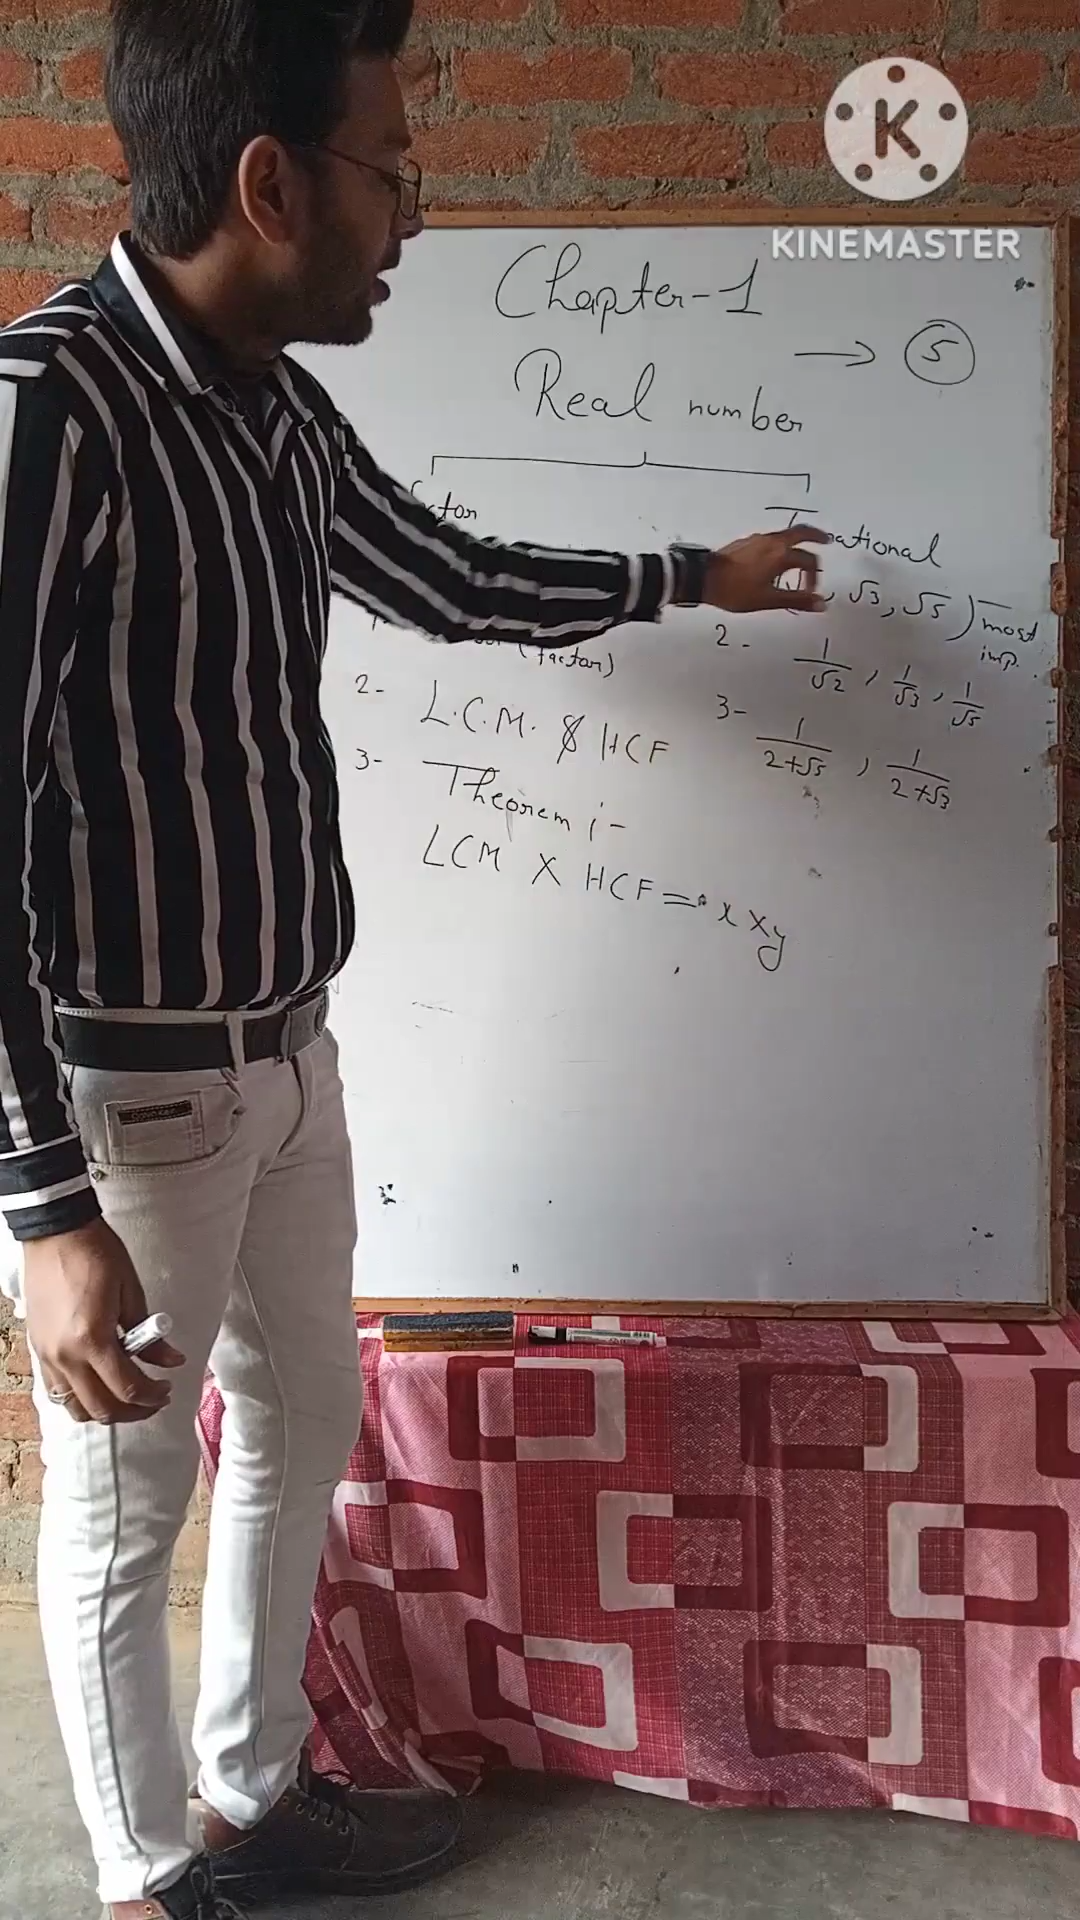 K
KINEMASTER
Chapter-1
→ 5
Real number
√3, √5) most imp.
2- 1/√2, 1/√3, 1/√5
(factor)
2- L.C.M. & HCF
3- 1/2+√5, 1/2+√3
3- Theorem :-
LCM X HCF = x X y